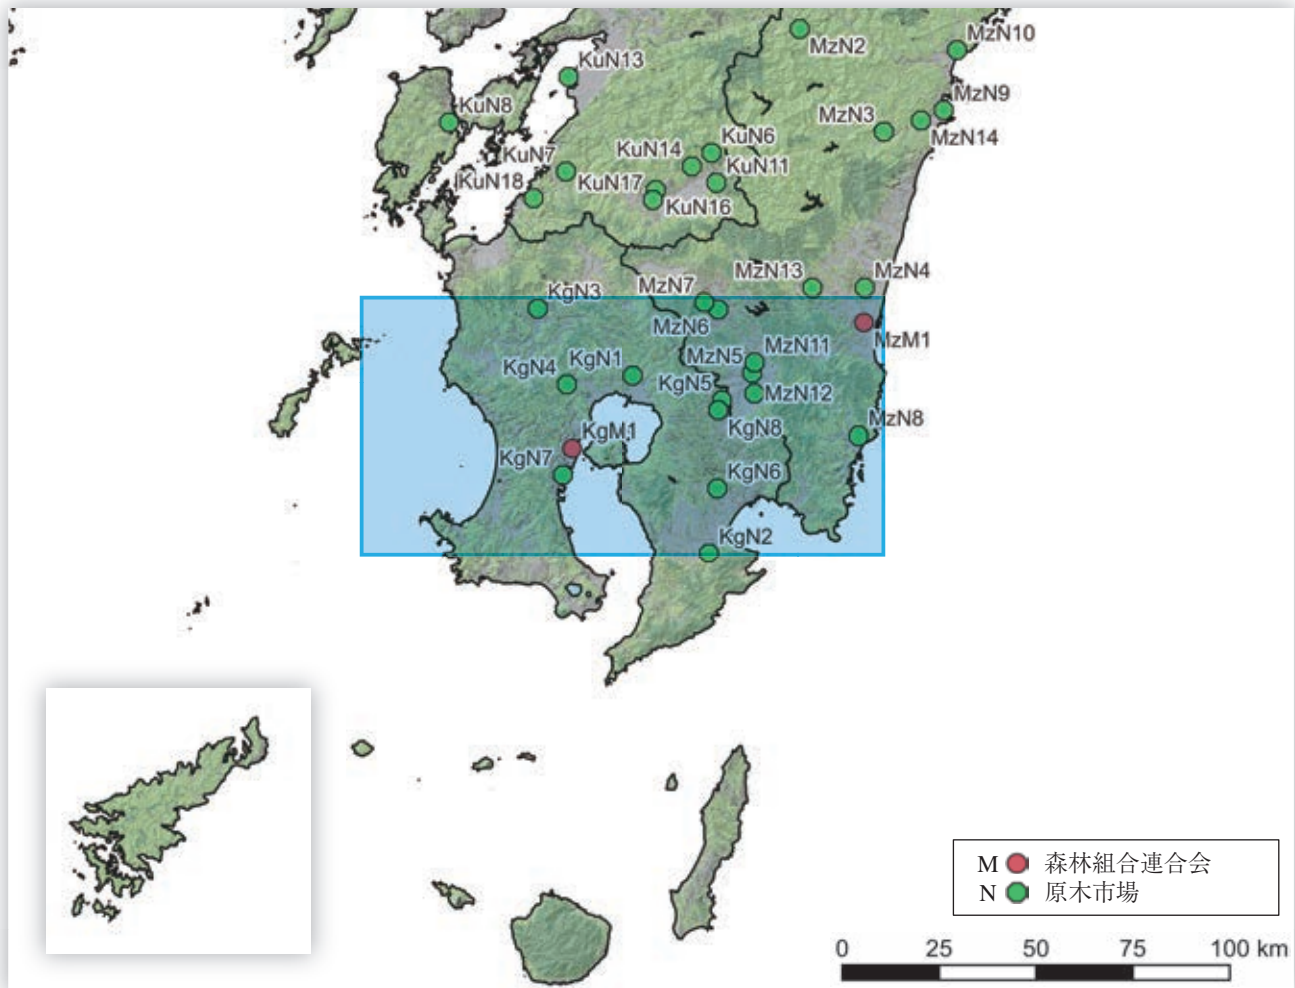 MzN2
MzN10
KuN13
MzN9
KuN8
MzN3
MzN14
KuN6
KuN14
KuN7
KuN11
KuN18
KuN17
KuN16
MzN13
MzN4
MzN7
KgN3
MzN6
MzM1
MzN11
MzN5
KgN1
KgN4
KgN5
MzN12
MzN8
KgN8
KgM1
KgN7
KgN6
KgN2
M 森林組合連合会
N 原木市場
0 25 50 75 100 km